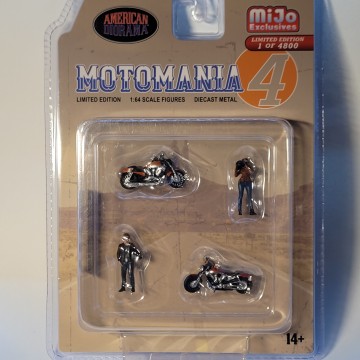 AMERICAN
DIORAMA
MiJo
Exclusives
LIMITED EDITION
1 OF 4800
MOTOMANIA 4
LIMITED EDITION 1:64 SCALE FIGURES DIECAST METAL
14+